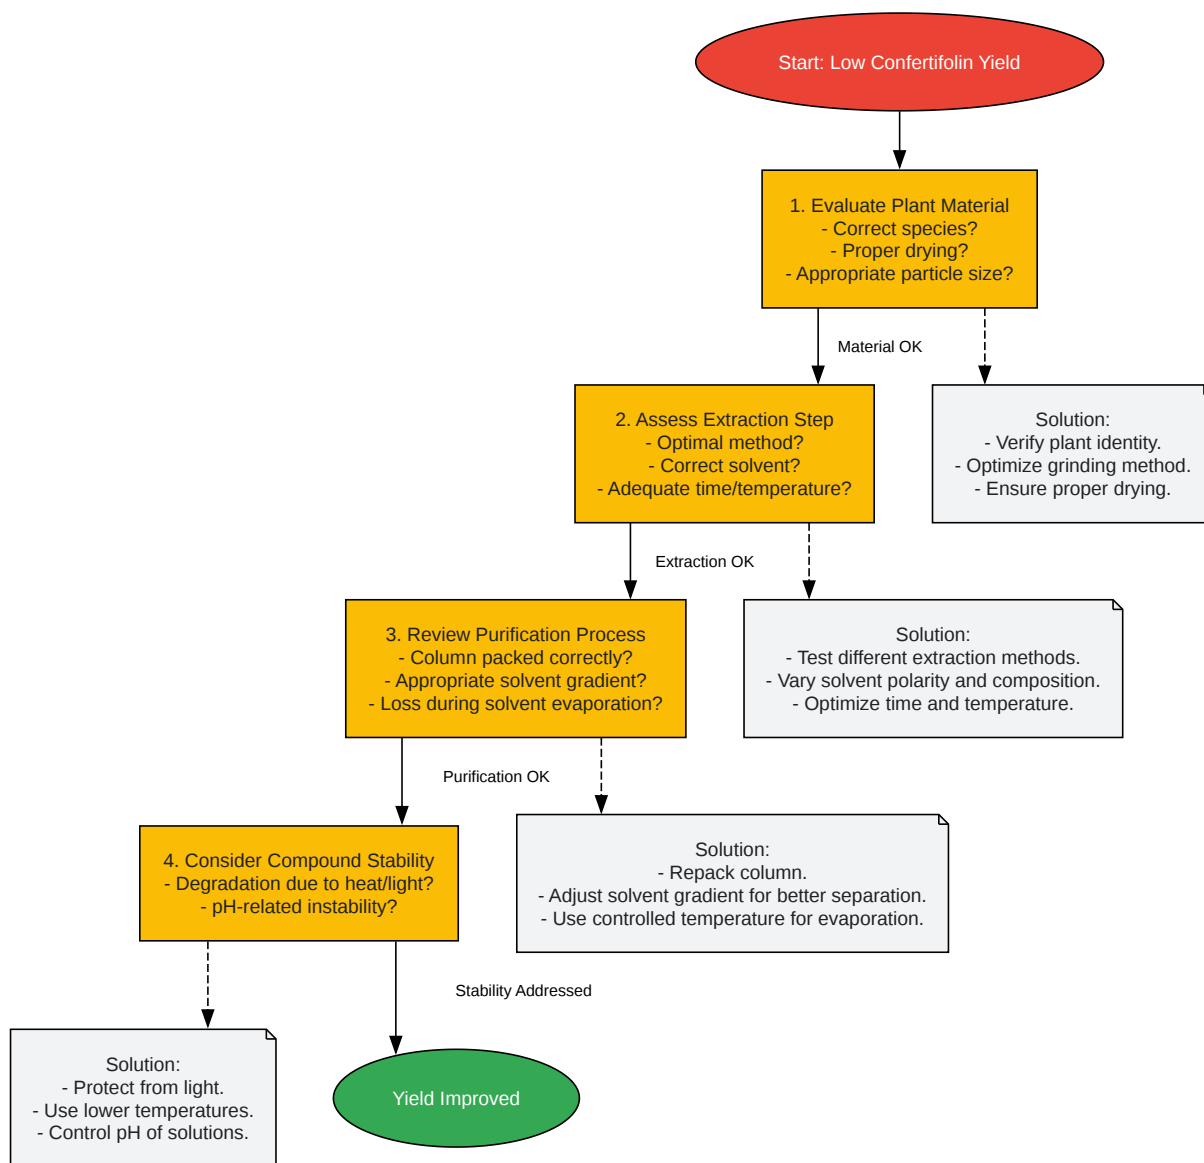 Start: Low Confertifolin Yield
1. Evaluate Plant Material
- Correct species?
- Proper drying?
- Appropriate particle size?
Material OK
2. Assess Extraction Step
- Optimal method?
- Correct solvent?
- Adequate time/temperature?
Solution:
- Verify plant identity.
- Optimize grinding method.
- Ensure proper drying.
Extraction OK
3. Review Purification Process
- Column packed correctly?
- Appropriate solvent gradient?
- Loss during solvent evaporation?
Solution:
- Test different extraction methods.
- Vary solvent polarity and composition.
- Optimize time and temperature.
Purification OK
4. Consider Compound Stability
- Degradation due to heat/light?
- pH-related instability?
Solution:
- Repack column.
- Adjust solvent gradient for better separation.
- Use controlled temperature for evaporation.
Stability Addressed
Solution:
- Protect from light.
- Use lower temperatures.
- Control pH of solutions.
Yield Improved